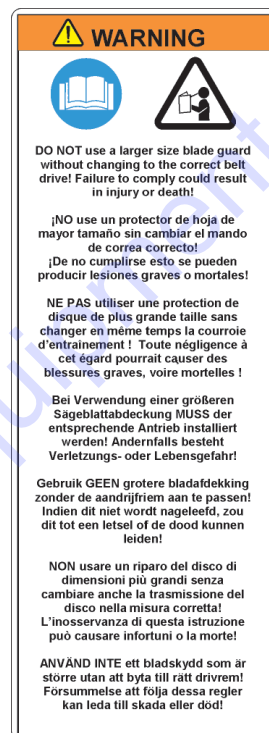 WARNING
DO NOT use a larger size blade guard
without changing to the correct belt
drive! Failure to comply could result
in injury or death!
¡NO use un protector de hoja de
mayor tamaño sin cambiar el mando
de correa correcto!
¡De no cumplirse esto se pueden
producir lesiones graves o mortales!
NE PAS utiliser une protection de
disque de plus grande taille sans
changer en même temps la courroie
d'entraînement ! Toute négligence à
cet égard pourrait causer des
blessures graves, voire mortelles !
Bei Verwendung einer größeren
Sägeblattabdeckung MUSS der
entsprechende Antrieb installiert
werden! Andernfalls besteht
Verletzungs- oder Lebensgefahr!
Gebruik GEEN grotere bladafdekking
zonder de aandrijfriem aan te passen!
Indien dit niet wordt nageleefd, zou
dit tot een letsel of de dood kunnen
leiden!
NON usare un riparo del disco di
dimensioni più grandi senza
cambiare anche la trasmissione del
disco nella misura corretta!
L'inosservanza di questa istruzione
può causare infortuni o la morte!
ANVÄND INTE ett bladskydd som är
större utan att byta till rätt drivrem!
Försummelse att följa dessa regler
kan leda till skada eller död!